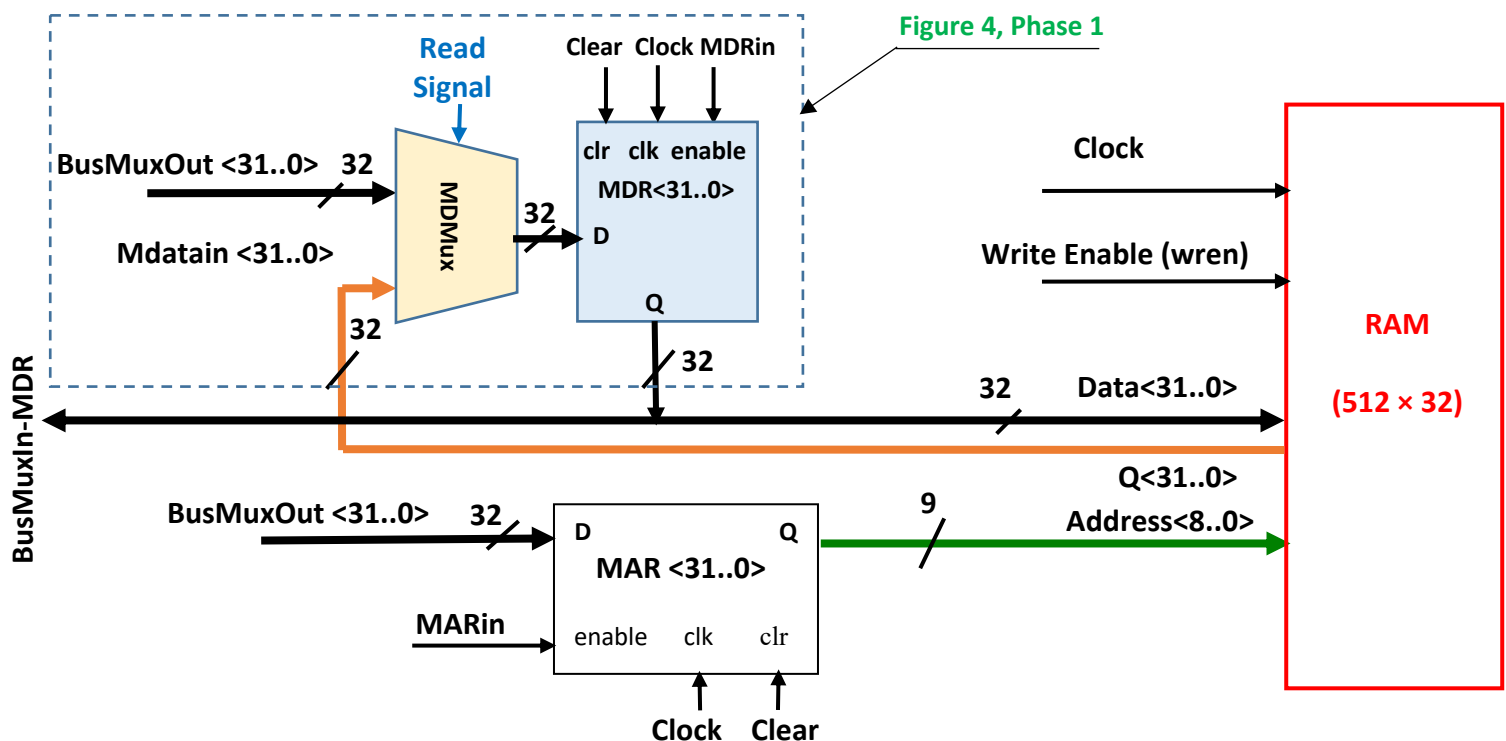 Figure 4, Phase 1
Read
Signal
Clear Clock MDRin
clr clk enable
MDR<31..0>
BusMuxOut <31..0> 32
MDMux
32
D
Mdatain <31..0>
Q
32
32
Clock
Write Enable (wren)
RAM
(512 × 32)
BusMuxIn-MDR
32 Data<31..0>
Q<31..0>
BusMuxOut <31..0> 32
D Q
MAR <31..0>
9
Address<8..0>
MARin
enable clk clr
Clock Clear